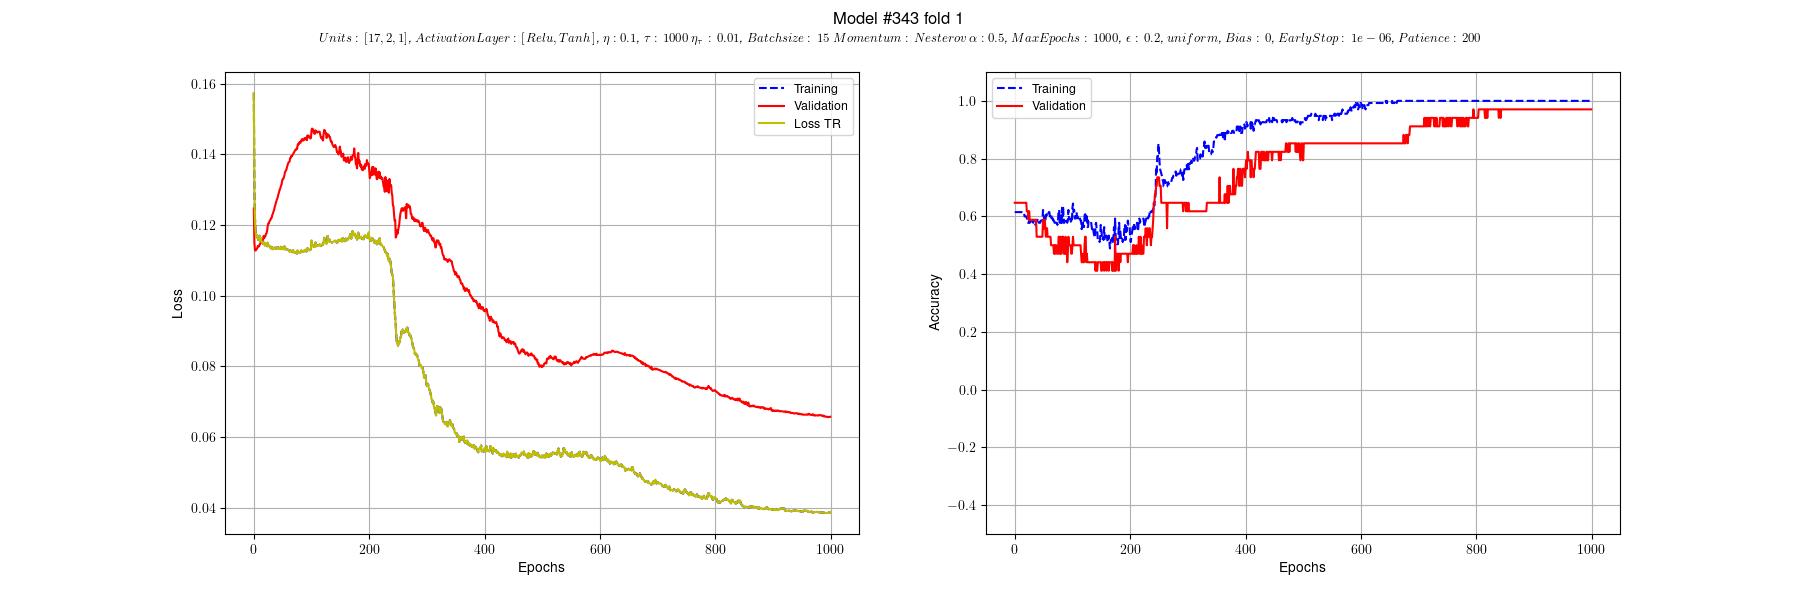 Model #343 fold 1
Units : [17, 2, 1], ActivationLayer : [Relu, Tanh], η : 0.1, τ : 1000 η_τ : 0.01, Batchsize : 15 Momentum : Nesterov α : 0.5, MaxEpochs : 1000, ϵ : 0.2, uniform, Bias : 0, EarlyStop : 1e − 06, Patience : 200
Loss
0.16
0.14
0.12
0.10
0.08
0.06
0.04
Training
Validation
Loss TR
0
200
400
600
800
1000
Epochs
Accuracy
1.0
0.8
0.6
0.4
0.2
0.0
−0.2
−0.4
Training
Validation
0
200
400
600
800
1000
Epochs